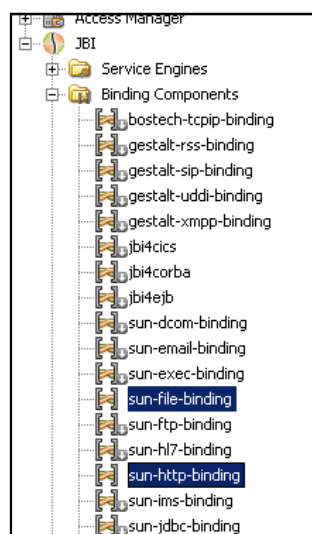 Access Manager
JBI
Service Engines
Binding Components
bostech-tcpip-binding
gestalt-rss-binding
gestalt-sip-binding
gestalt-uddi-binding
gestalt-xmpp-binding
jbi4cics
jbi4corba
jbi4ejb
sun-dcom-binding
sun-email-binding
sun-exec-binding
sun-file-binding
sun-ftp-binding
sun-hl7-binding
sun-http-binding
sun-ims-binding
sun-jdbc-binding